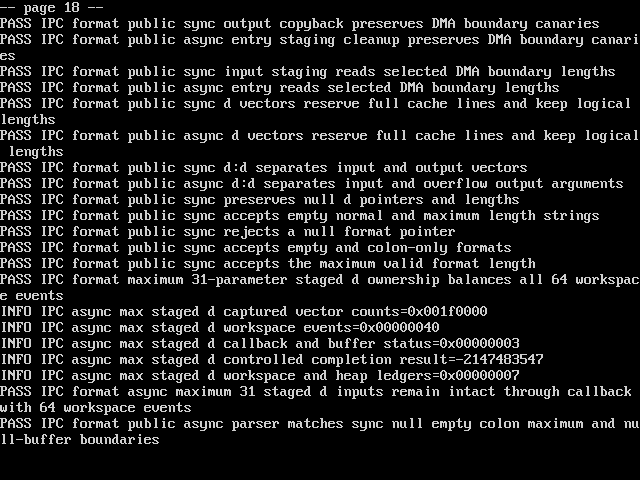 -- page 18 --
PASS IPC format public sync output copyback preserves DMA boundary canaries
PASS IPC format public async entry staging cleanup preserves DMA boundary canari
es
PASS IPC format public sync input staging reads selected DMA boundary lengths
PASS IPC format public async entry reads selected DMA boundary lengths
PASS IPC format public sync d vectors reserve full cache lines and keep logical
lengths
PASS IPC format public async d vectors reserve full cache lines and keep logical
 lengths
PASS IPC format public sync d:d separates input and output vectors
PASS IPC format public async d:d separates input and overflow output arguments
PASS IPC format public sync preserves null d pointers and lengths
PASS IPC format public sync accepts empty normal and maximum length strings
PASS IPC format public sync rejects a null format pointer
PASS IPC format public sync accepts empty and colon-only formats
PASS IPC format public sync accepts the maximum valid format length
PASS IPC format maximum 31-parameter staged d ownership balances all 64 workspac
e events
INFO IPC async max staged d captured vector counts=0x001f0000
INFO IPC async max staged d workspace events=0x00000040
INFO IPC async max staged d callback and buffer status=0x00000003
INFO IPC async max staged d controlled completion result=-2147483547
INFO IPC async max staged d workspace and heap ledgers=0x00000007
PASS IPC format async maximum 31 staged d inputs remain intact through callback
with 64 workspace events
PASS IPC format public async parser matches sync null empty colon maximum and nu
ll-buffer boundaries